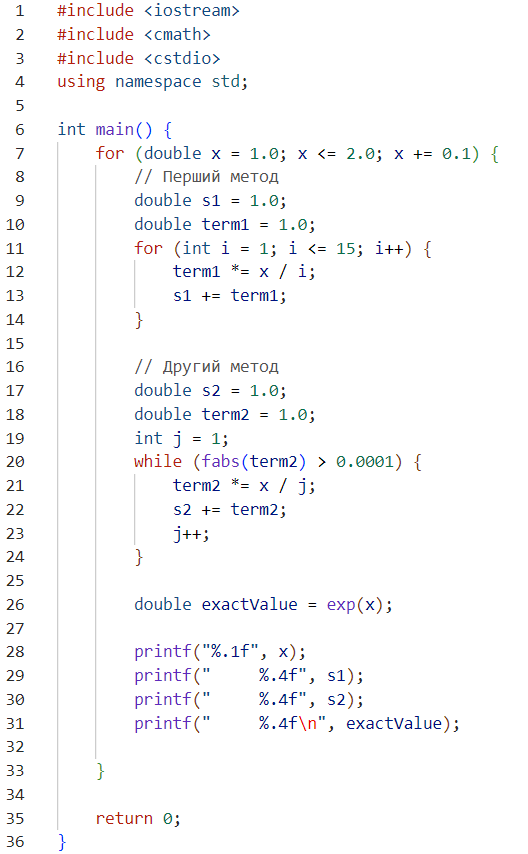 1 #include <iostream>
2 #include <cmath>
3 #include <cstdio>
4 using namespace std;
5
6 int main() {
7     for (double x = 1.0; x <= 2.0; x += 0.1) {
8         // Перший метод
9         double s1 = 1.0;
10         double term1 = 1.0;
11         for (int i = 1; i <= 15; i++) {
12             term1 *= x / i;
13             s1 += term1;
14         }
15
16         // Другий метод
17         double s2 = 1.0;
18         double term2 = 1.0;
19         int j = 1;
20         while (fabs(term2) > 0.0001) {
21             term2 *= x / j;
22             s2 += term2;
23             j++;
24         }
25
26         double exactValue = exp(x);
27
28         printf("%.1f", x);
29         printf("     %.4f", s1);
30         printf("     %.4f", s2);
31         printf("     %.4f\n", exactValue);
32
33     }
34
35     return 0;
36 }